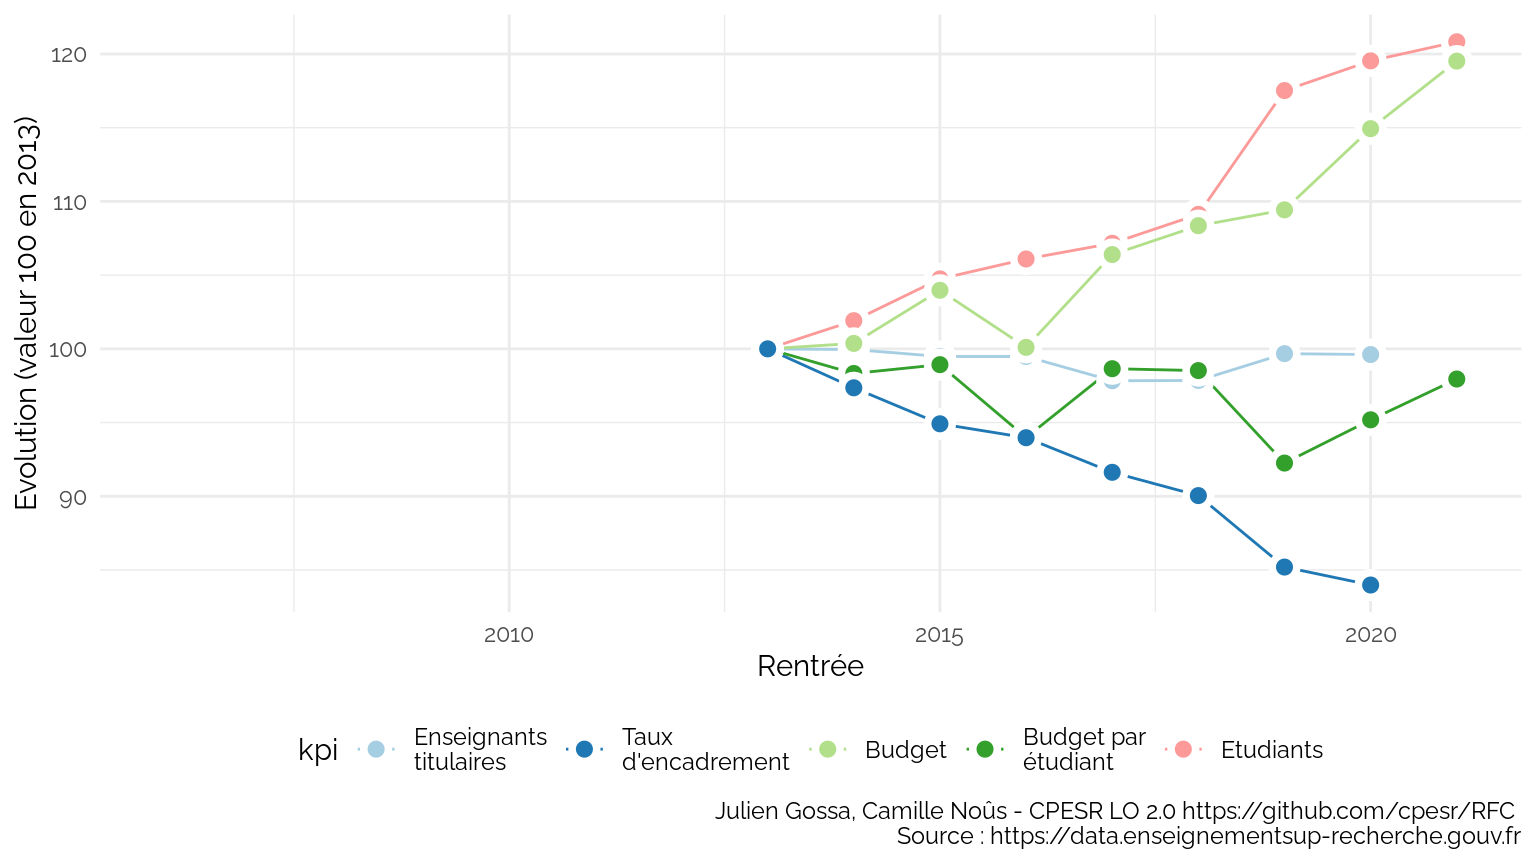 120
110
100
90
Evolution (valeur 100 en 2013)
2010
2015
2020
Rentrée
kpi
Enseignants
titulaires
Taux
d'encadrement
Budget
Budget par
étudiant
Etudiants
Julien Gossa, Camille Noûs - CPESR LO 2.0 https://github.com/cpesr/RFC
Source : https://data.enseignementsup-recherche.gouv.fr